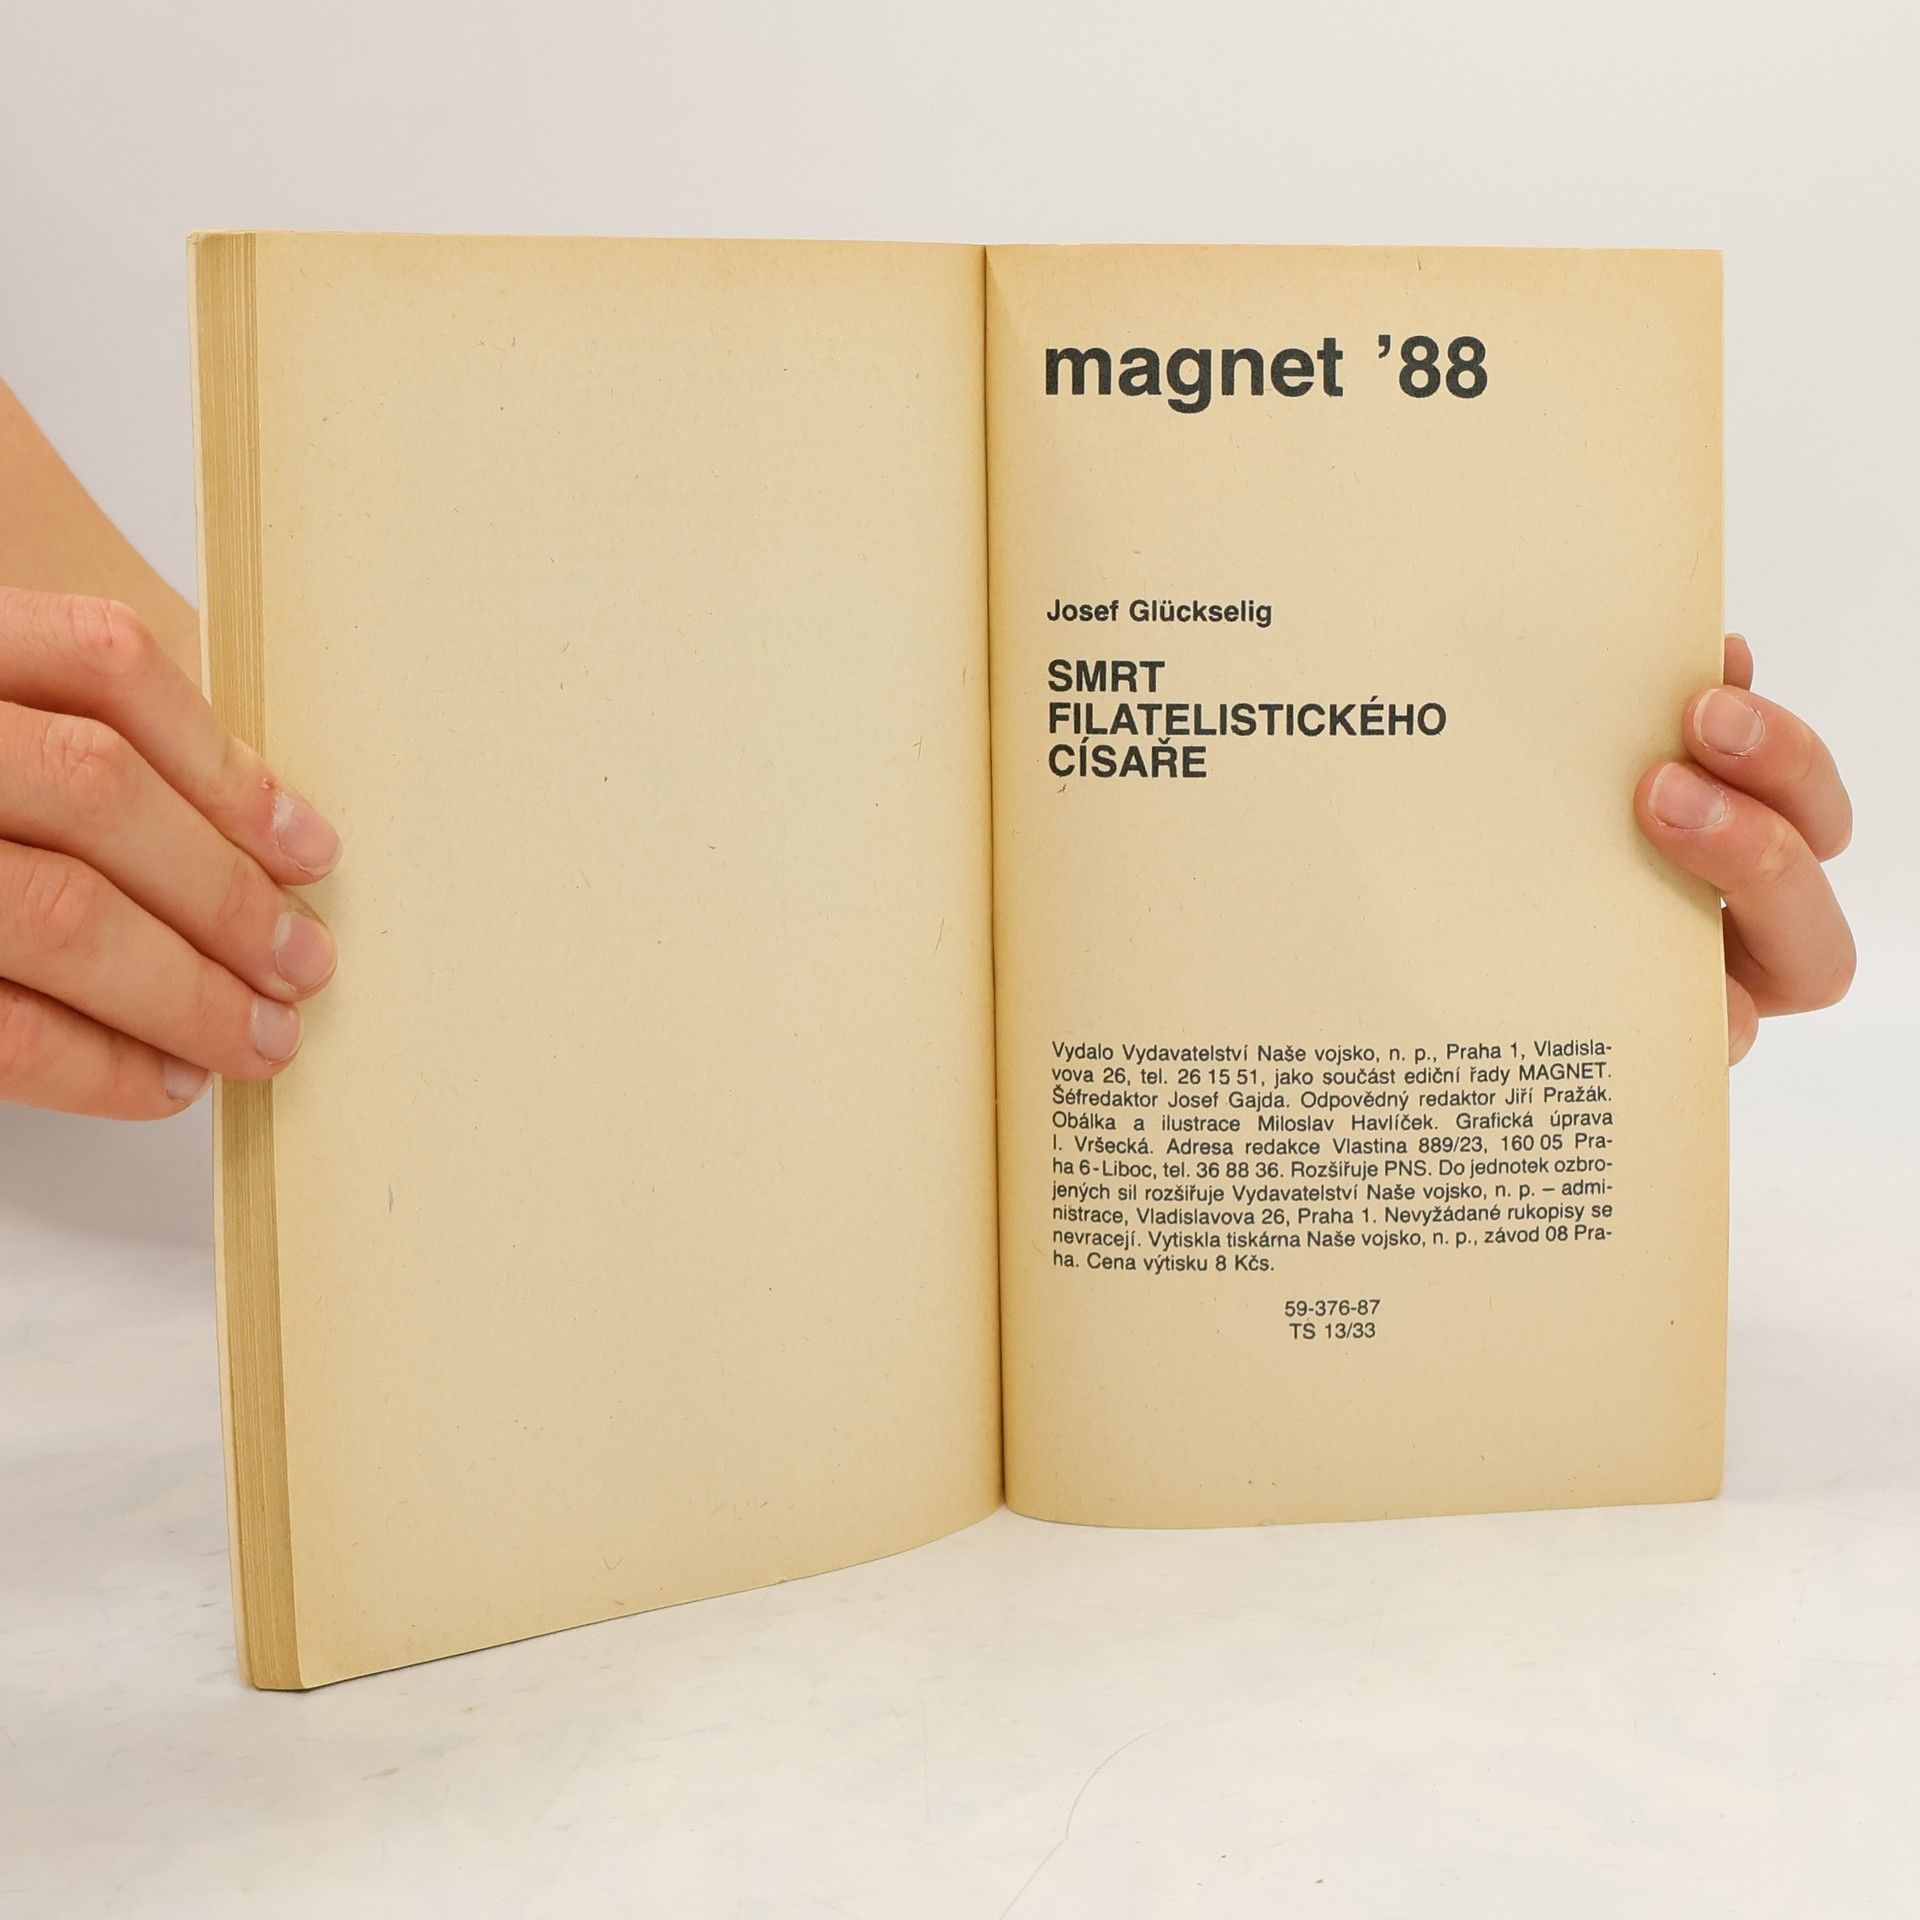 magnet ’88
Josef Glückselig
SMRT
FILATELISTICKÉHO
CÍSAŘE
Vydalo Vydavatelství Naše vojsko, n. p., Praha 1, Vladisla-
vova 26, tel. 26 15 51, jako součást ediční řady MAGNET.
Šéfredaktor Josef Gajda. Odpovědný redaktor Jiří Pražák.
Obálka a ilustrace Miloslav Havlíček. Grafická úprava
I. Vršecká. Adresa redakce Vlastina 889/23, 160 05 Pra-
ha 6-Liboc, tel. 36 88 36. Rozšiřuje PNS. Do jednotek ozbro-
jených sil rozšiřuje Vydavatelství Naše vojsko, n. p. – admi-
nistrace, Vladislavova 26, Praha 1. Nevyžádané rukopisy se
nevracejí. Vytiskla tiskárna Naše vojsko, n. p., závod 08 Pra-
ha. Cena výtisku 8 Kčs.
59-376-87
TS 13/33